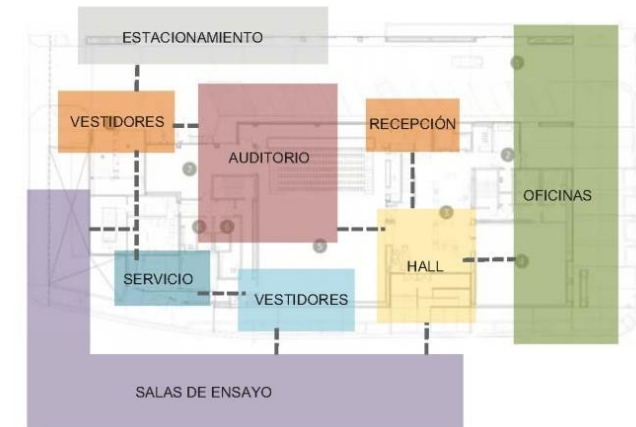 ESTACIONAMIENTO
VESTIDORES
RECEPCIÓN
AUDITORIO
OFICINAS
HALL
SERVICIO
VESTIDORES
SALAS DE ENSAYO